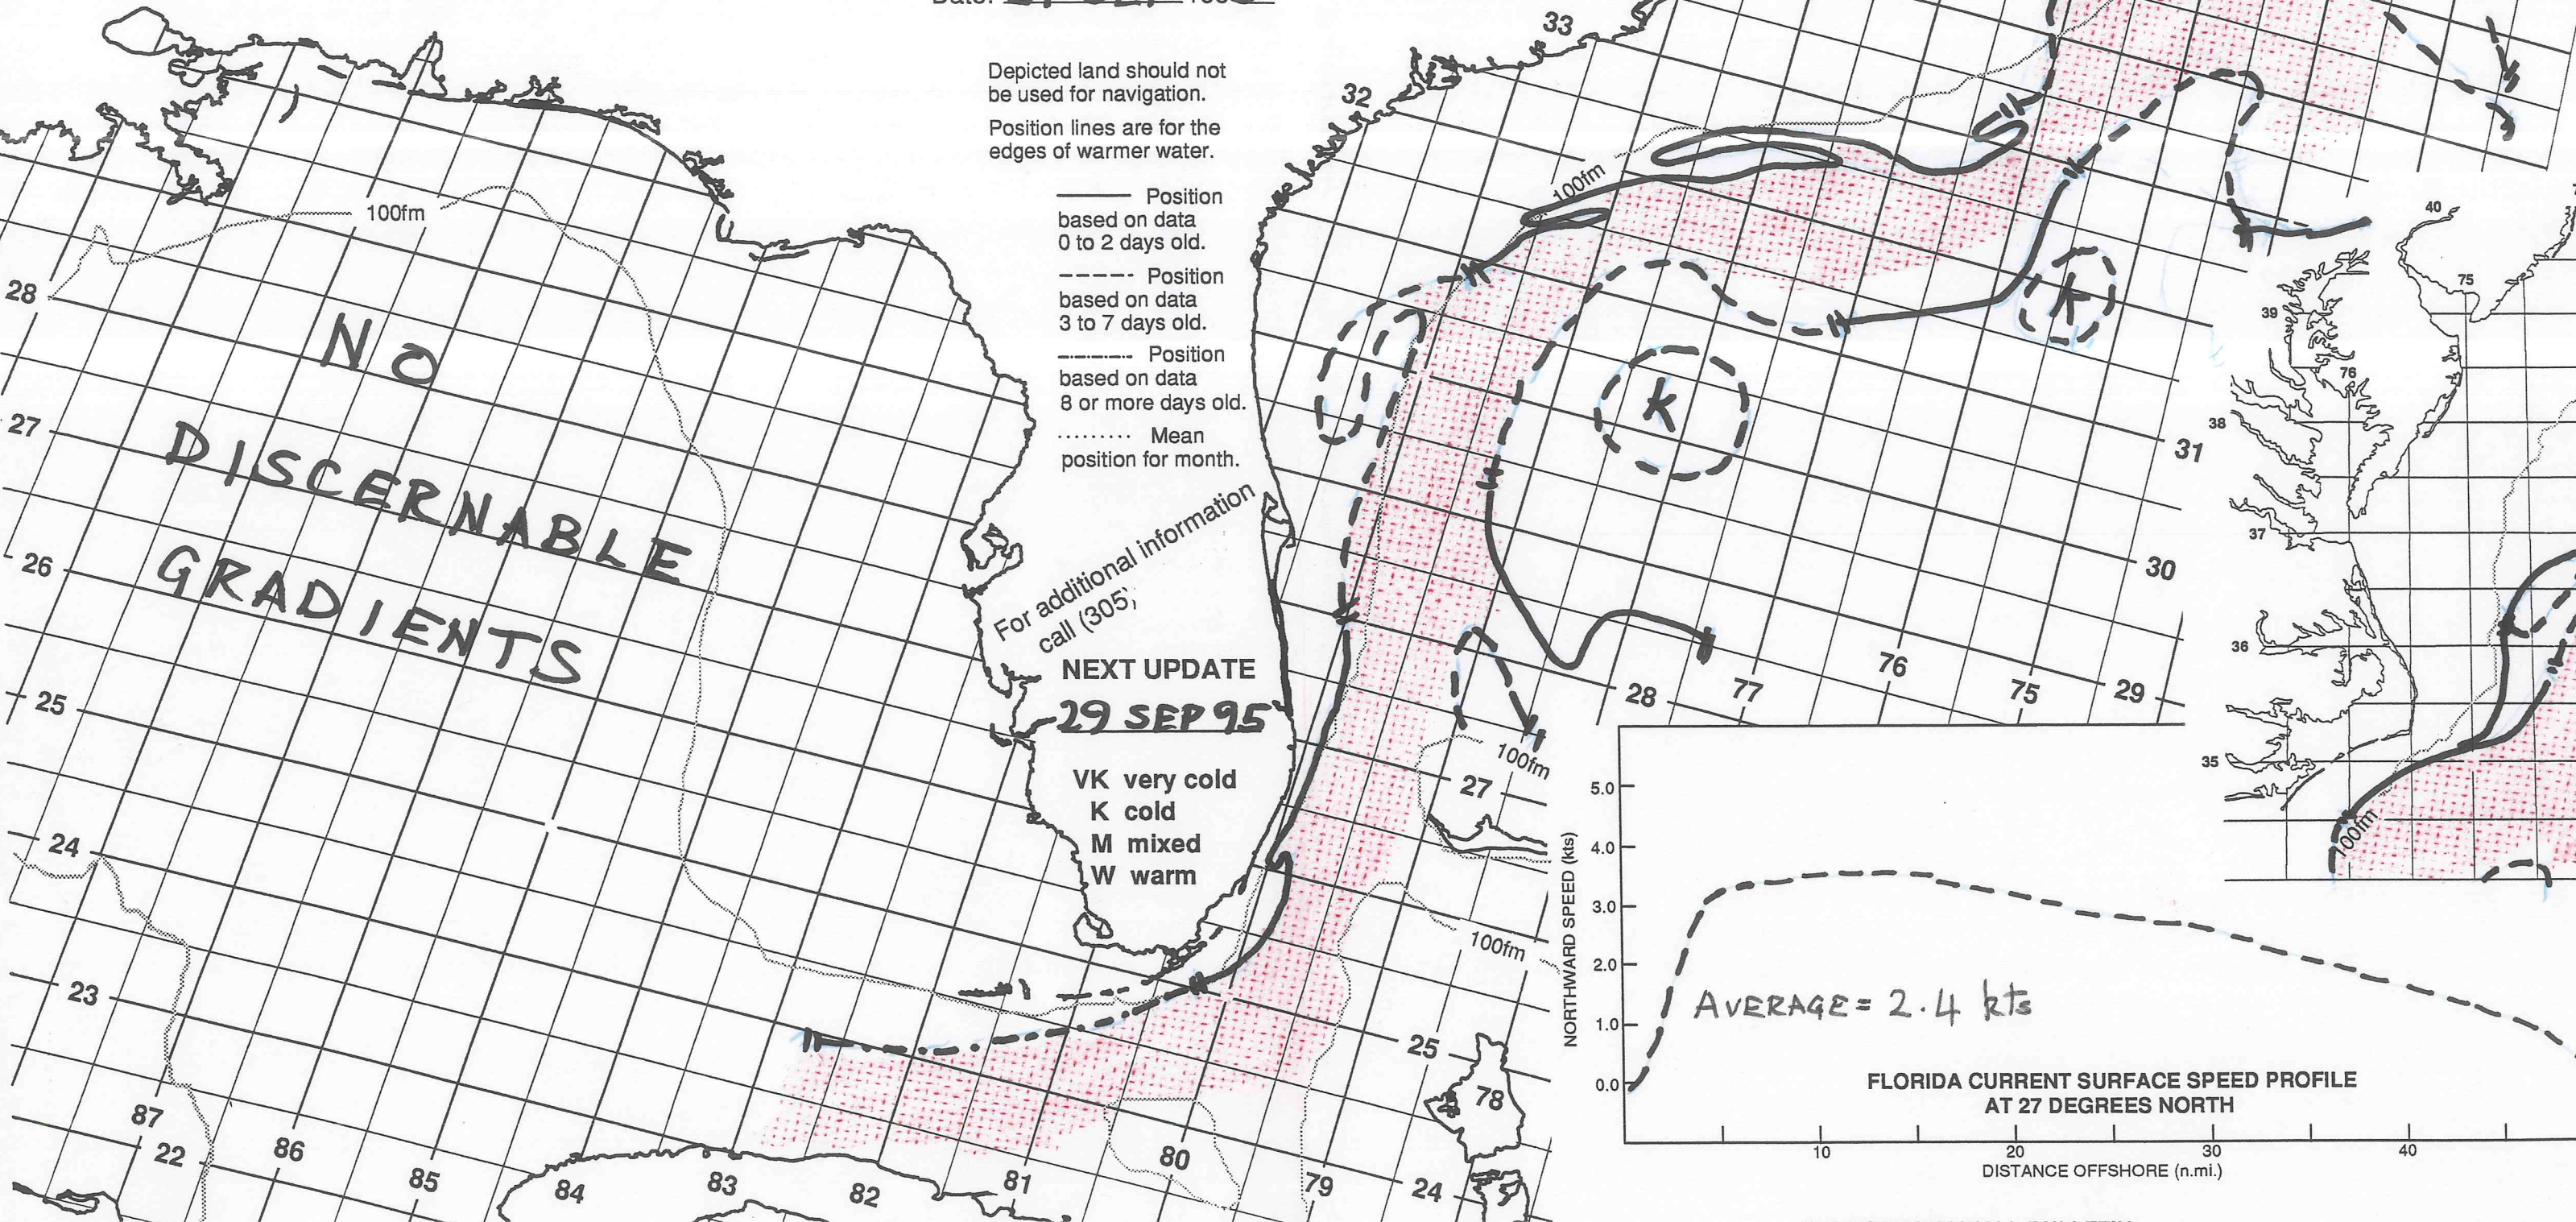 Date:
Depicted land should not
be used for navigation.
Position lines are for the
edges of warmer water.
Position
based on data
0 to 2 days old.
Position
based on data
3 to 7 days old.
Position
based on data
8 or more days old.
Mean
position for month.
For additional information
call (305)
NEXT UPDATE
29 SEP 95
VK very cold
K cold
M mixed
W warm
NO
DISCERNABLE
GRADIENTS
100fm
28
27
26
25
24
23
22
87
86
85
84
83
82
81
80
79
78
24
25
27
28
29
30
31
77
76
75
32
33
100fm
100fm
100fm
K
K
40
75
39
76
38
37
36
35
100fm
NORTHWARD SPEED (kts)
5.0
4.0
3.0
2.0
1.0
0.0
AVERAGE = 2.4 kts
FLORIDA CURRENT SURFACE SPEED PROFILE
AT 27 DEGREES NORTH
10
20
30
40
DISTANCE OFFSHORE (n.mi.)